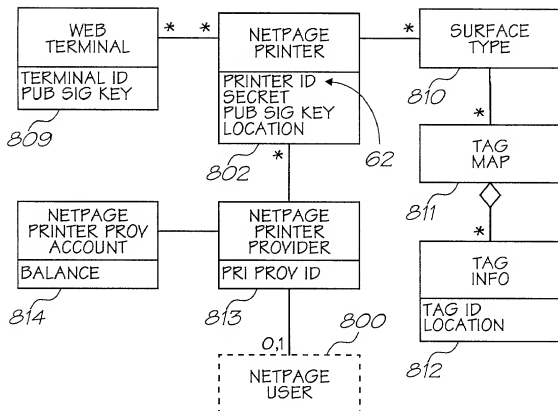 WEB
TERMINAL
TERMINAL ID
PUB SIG KEY
809
*
*
NETPAGE
PRINTER
PRINTER ID
SECRET
PUB SIG KEY
LOCATION
802
62
*
*
SURFACE
TYPE
810
*
TAG
MAP
811
*
TAG
INFO
TAG ID
LOCATION
812
NETPAGE
PRINTER PROV
ACCOUNT
BALANCE
814
NETPAGE
PRINTER
PROVIDER
PRI PROV ID
813
0,1
800
NETPAGE
USER